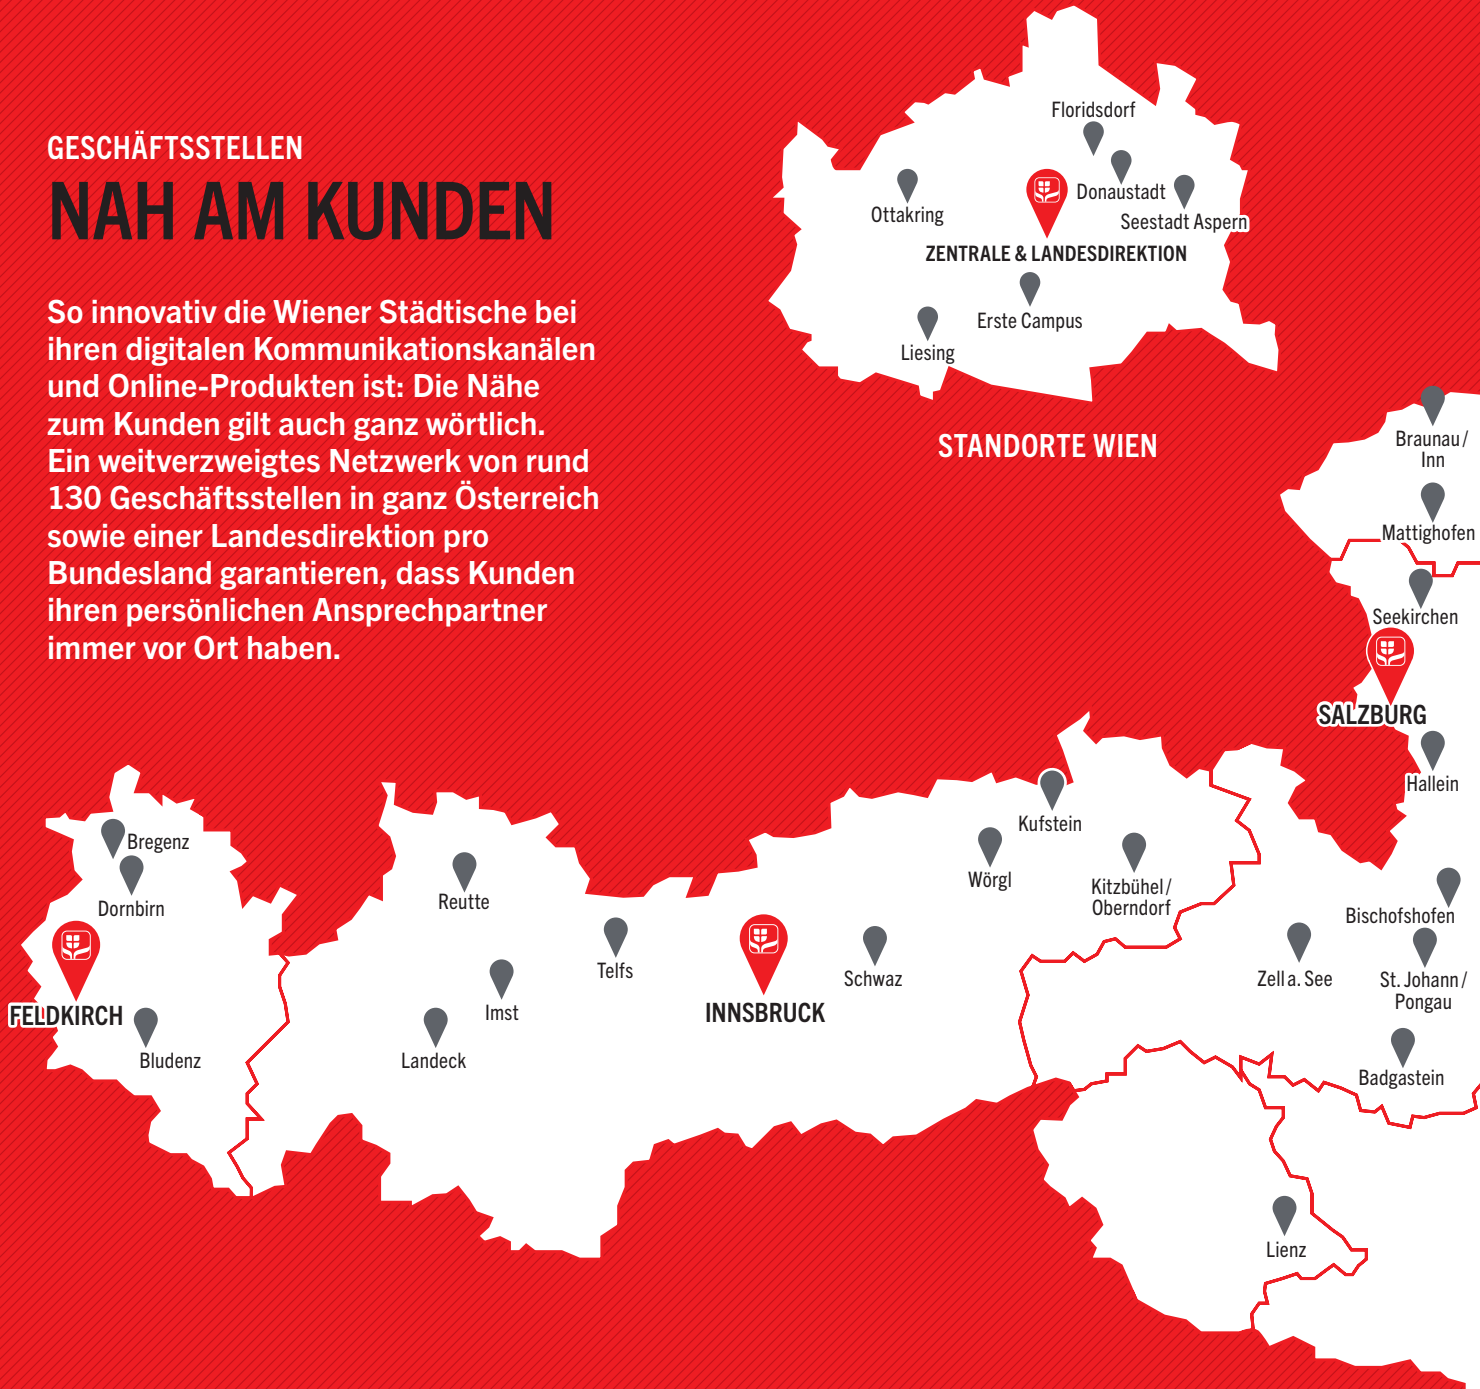 GESCHÄFTSSTELLEN
NAH AM KUNDEN
So innovativ die Wiener Städtische bei
ihren digitalen Kommunikationskanälen
und Online-Produkten ist: Die Nähe
zum Kunden gilt auch ganz wörtlich.
Ein weitverzweigtes Netzwerk von rund
130 Geschäftsstellen in ganz Österreich
sowie einer Landesdirektion pro
Bundesland garantieren, dass Kunden
ihren persönlichen Ansprechpartner
immer vor Ort haben.
Floridsdorf
Donaustadt
Ottakring
Seestadt Aspern
ZENTRALE & LANDESDIREKTION
Erste Campus
Liesing
STANDORTE WIEN
Braunau /
Inn
Mattighofen
Seekirchen
SALZBURG
Hallein
Bregenz
Dornbirn
FELDKIRCH
Bludenz
Reutte
Imst
Landeck
Telfs
INNSBRUCK
Schwaz
Wörgl
Kufstein
Kitzbühel /
Oberndorf
Bischofshofen
Zell a. See
St. Johann /
Pongau
Badgastein
Lienz